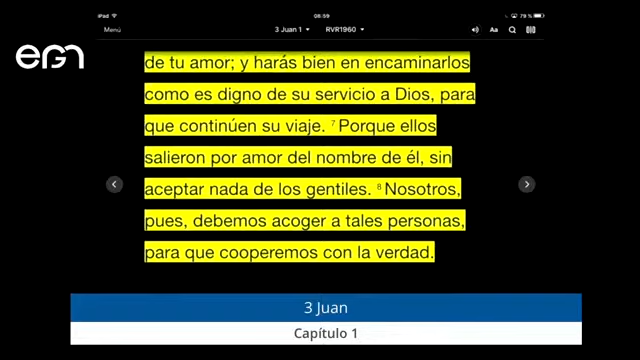 iPad 06:59 79 %
Menú 3 Juan 1 RVR1960 Aa
ERM
de tu amor; y harás bien en encaminarlos
como es digno de su servicio a Dios, para
que continúen su viaje. 7 Porque ellos
salieron por amor del nombre de él, sin
aceptar nada de los gentiles. 8 Nosotros,
pues, debemos acoger a tales personas,
para que cooperemos con la verdad.
3 Juan
Capítulo 1